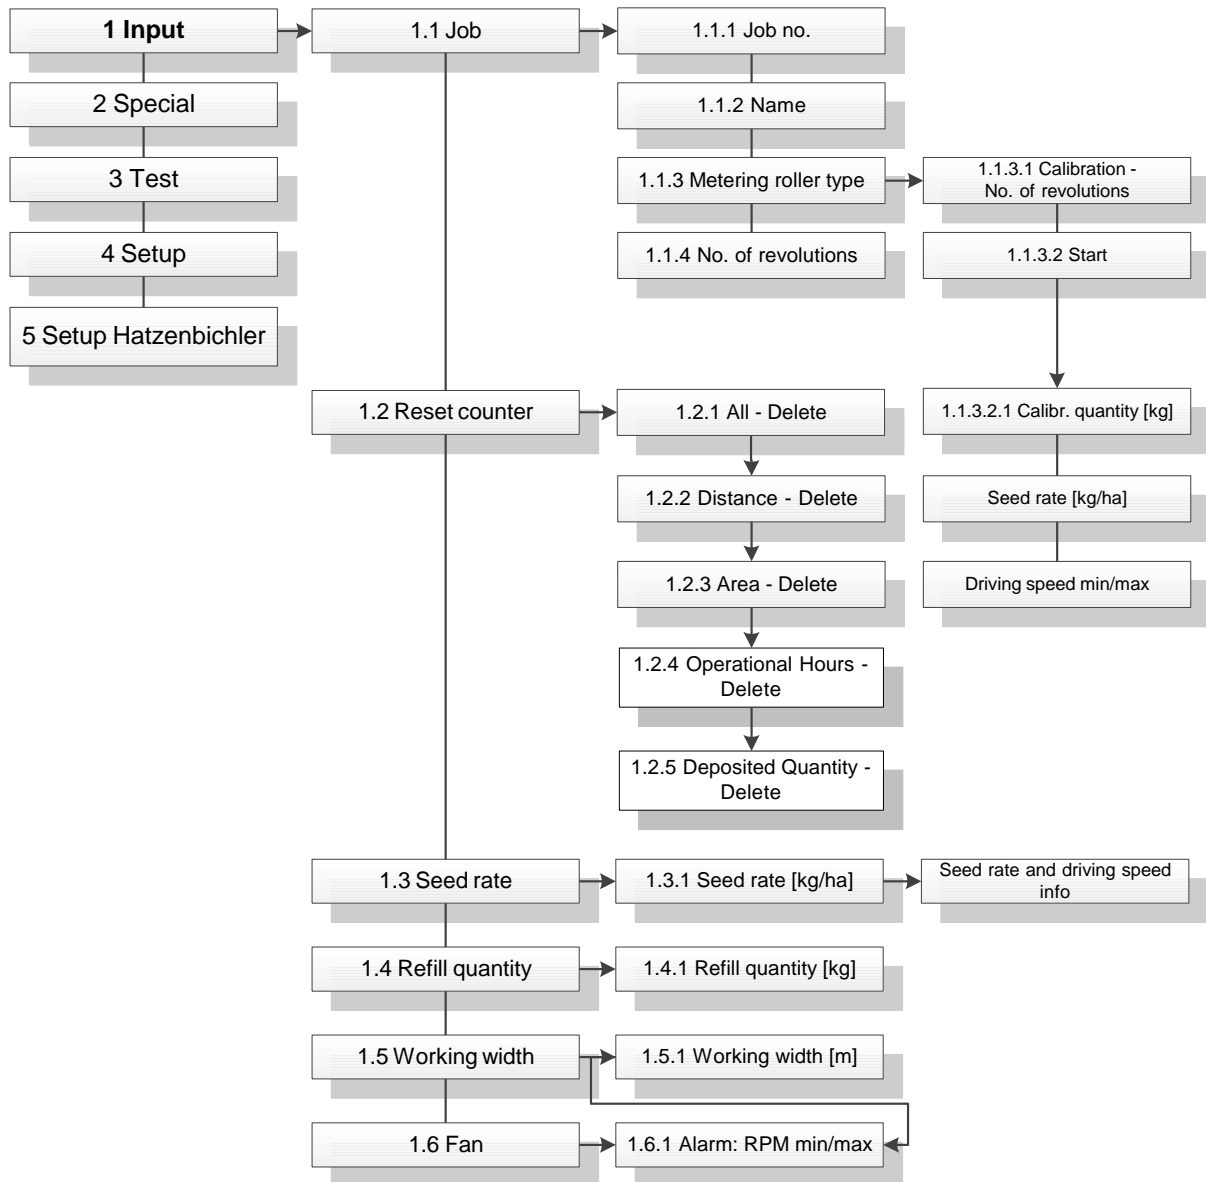 1 Input
2 Special
3 Test
4 Setup
5 Setup Hatzenbichler
1.1 Job
1.1.1 Job no.
1.1.2 Name
1.1.3 Metering roller type
1.1.4 No. of revolutions
1.1.3.1 Calibration -
No. of revolutions
1.1.3.2 Start
1.1.3.2.1 Calibr. quantity [kg]
Seed rate [kg/ha]
Driving speed min/max
1.2 Reset counter
1.2.1 All - Delete
1.2.2 Distance - Delete
1.2.3 Area - Delete
1.2.4 Operational Hours -
Delete
1.2.5 Deposited Quantity -
Delete
1.3 Seed rate
1.3.1 Seed rate [kg/ha]
Seed rate and driving speed
info
1.4 Refill quantity
1.4.1 Refill quantity [kg]
1.5 Working width
1.5.1 Working width [m]
1.6 Fan
1.6.1 Alarm: RPM min/max